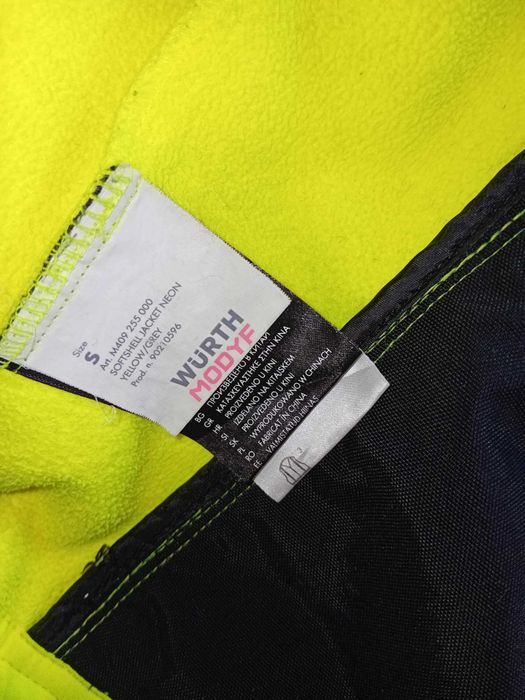 Size
S
Art. M409 255 000
SOFTSHELL JACKET NEON
YELLOW/GREY
Prod. n. 90210596
WÜRTH
MODYF
BG ПРОИЗВЕДЕНО В КИТАЙ
GR ΚΑΤΑΣΚΕΥΑΣΤΗΚΕ ΣΤΗΝ ΚΙΝΑ
HR PROIZVEDENO U KINI
SI IZDELANO NA KITAJSKEM
SK PROIZVEDENO U KINI
PL WYPRODUKOWANO W CHINACH
RO FABRICAT ÎN CHINA
EE VALMISTATUD HIINAS
3